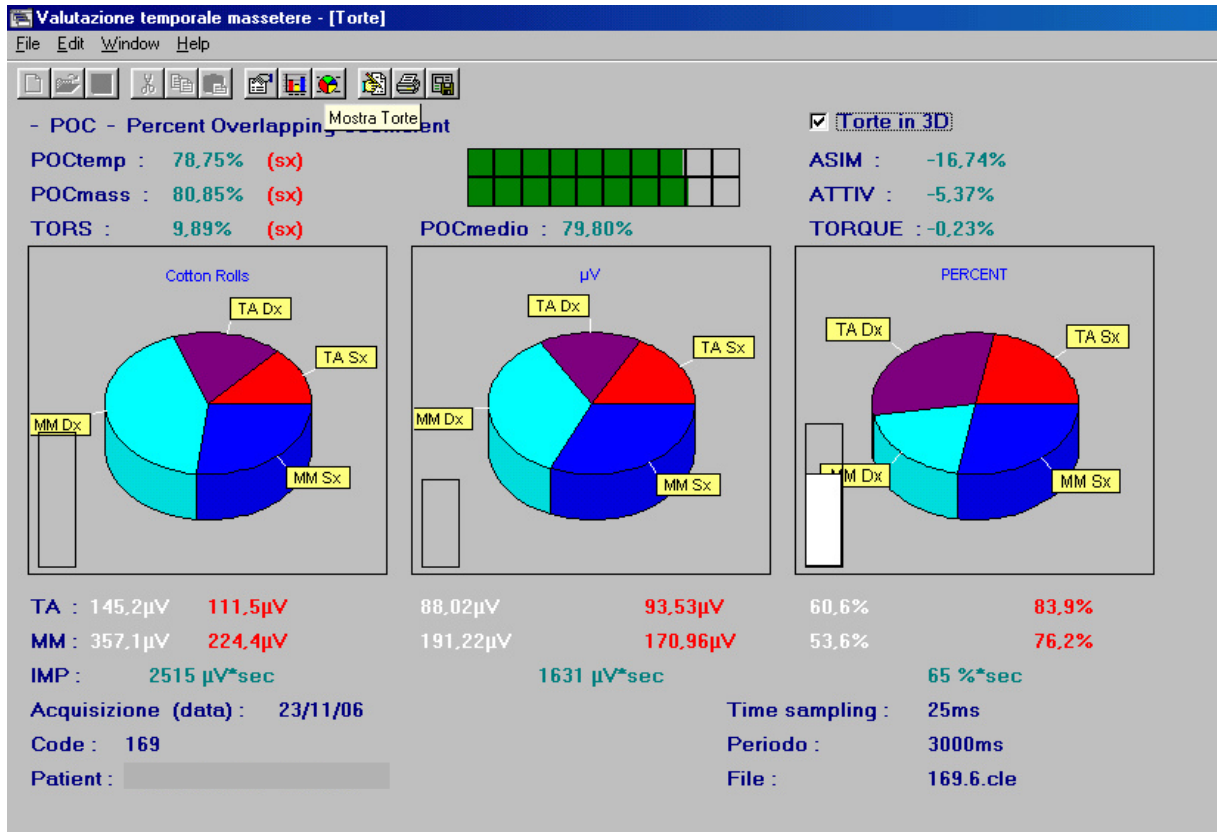 Valutazione temporale massetere - [Torte]
File Edit Window Help
Mostra Torte
- POC - Percent Overlapping Coefficient
Torte in 3D
POCtemp : 78,75% (sx)
ASIM : -16,74%
POCmass : 80,85% (sx)
ATTIV : -5,37%
TORS : 9,89% (sx)
POCmedio : 79,80%
TORQUE : -0,23%
Cotton Rolls
TA Dx
TA Sx
MM Dx
MM Sx
µV
TA Dx
TA Sx
MM Dx
MM Sx
PERCENT
TA Dx
TA Sx
MM Dx
MM Sx
TA : 145,2µV 111,5µV 88,02µV 93,53µV 60,6% 83,9%
MM : 357,1µV 224,4µV 191,22µV 170,96µV 53,6% 76,2%
IMP : 2515 µV*sec 1631 µV*sec 65 %*sec
Acquisizione (data) : 23/11/06
Time sampling : 25ms
Code : 169
Periodo : 3000ms
Patient :
File : 169.6.cle